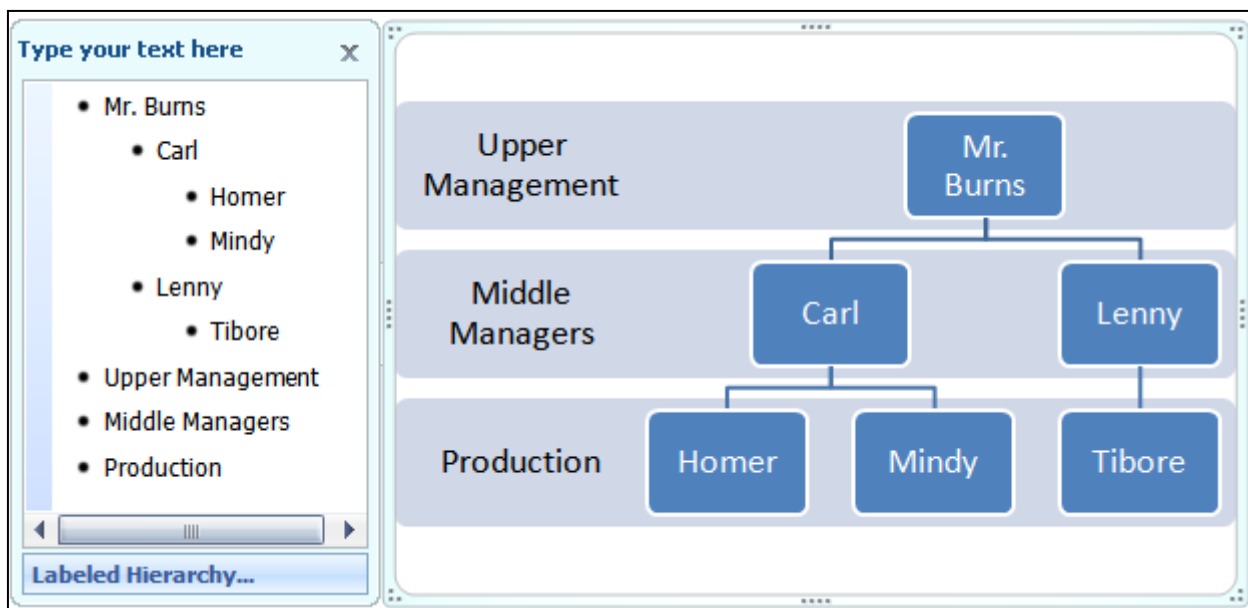 Type your text here
x
• Mr. Burns
• Carl
• Homer
• Mindy
• Lenny
• Tibore
• Upper Management
• Middle Managers
• Production
Labeled Hierarchy...
Upper
Management
Mr.
Burns
Middle
Managers
Carl
Lenny
Production
Homer
Mindy
Tibore